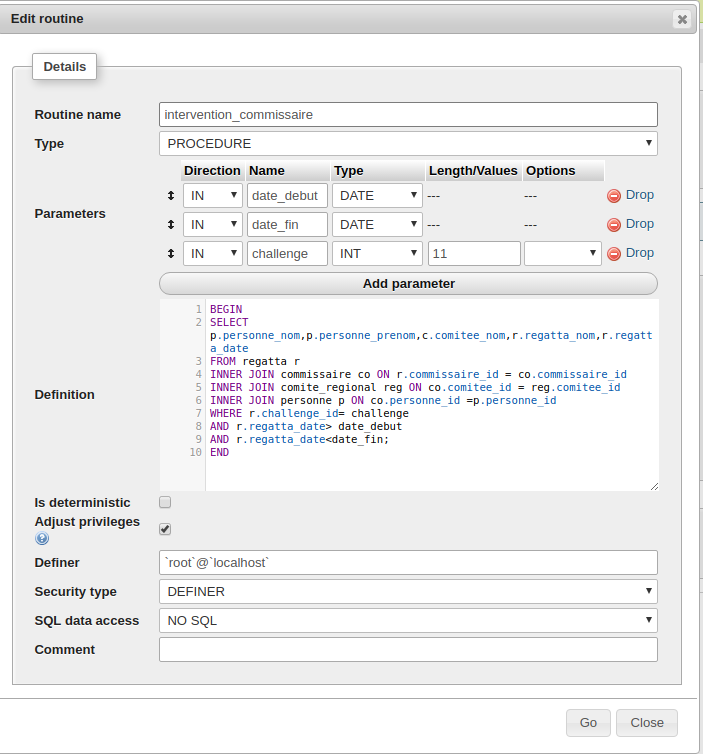 Edit routine
Details
Routine name intervention_commissaire
Type PROCEDURE
Direction Name Type Length/Values Options
Parameters
IN date_debut DATE --- --- Drop
IN date_fin DATE --- --- Drop
IN challenge INT 11 Drop
Add parameter
Definition
1 BEGIN
2 SELECT
p.personne_nom,p.personne_prenom,c.comitee_nom,r.regatta_nom,r.regatt
a_date
3 FROM regatta r
4 INNER JOIN commissaire co ON r.commissaire_id = co.commissaire_id
5 INNER JOIN comite_regional reg ON co.comitee_id = reg.comitee_id
6 INNER JOIN personne p ON co.personne_id =p.personne_id
7 WHERE r.challenge_id= challenge
8 AND r.regatta_date> date_debut
9 AND r.regatta_date<date_fin;
10 END
Is deterministic
Adjust privileges
Definer `root`@`localhost`
Security type DEFINER
SQL data access NO SQL
Comment
Go Close